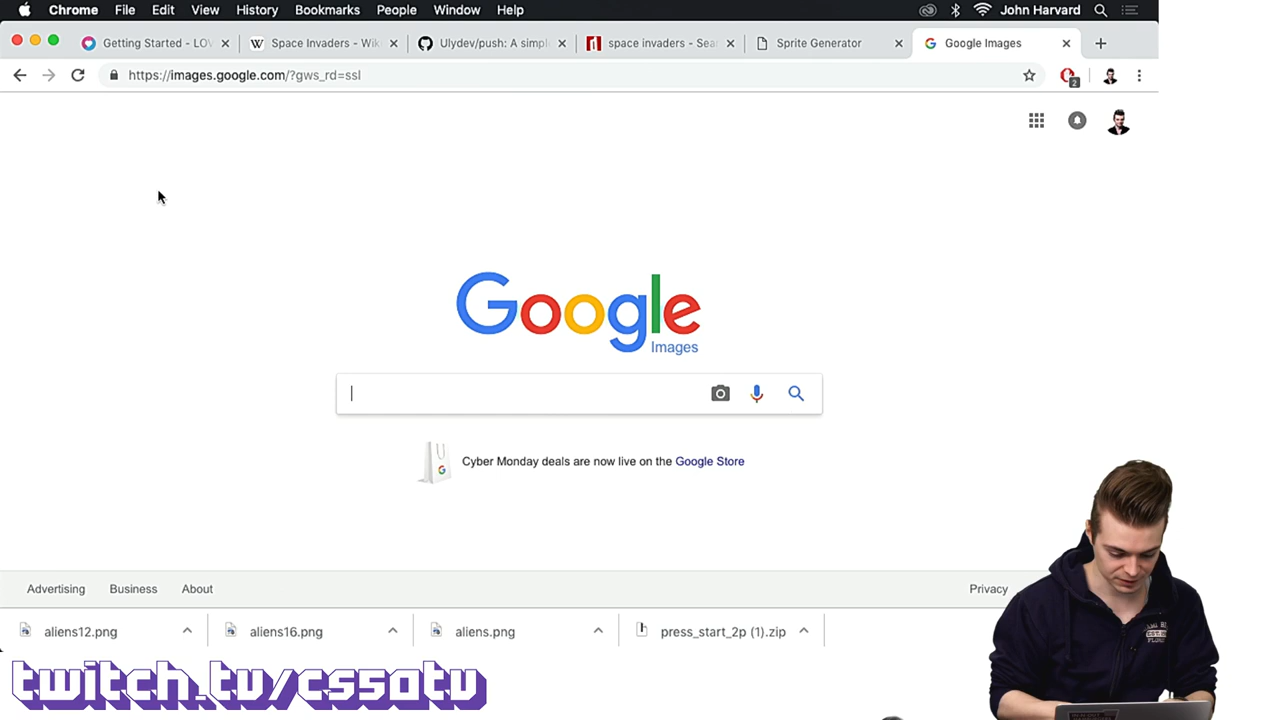 Chrome File Edit View History Bookmarks People Window Help John Harvard
Getting Started - LÖV Space Invaders - Wik Ulydev/push: A simpl space invaders - Sear Sprite Generator Google Images
https://images.google.com/?gws_rd=ssl
2
Google
Images
Cyber Monday deals are now live on the Google Store
Advertising Business About Privacy
aliens12.png aliens16.png aliens.png press_start_2p (1).zip
twitch.tv/cs50tv